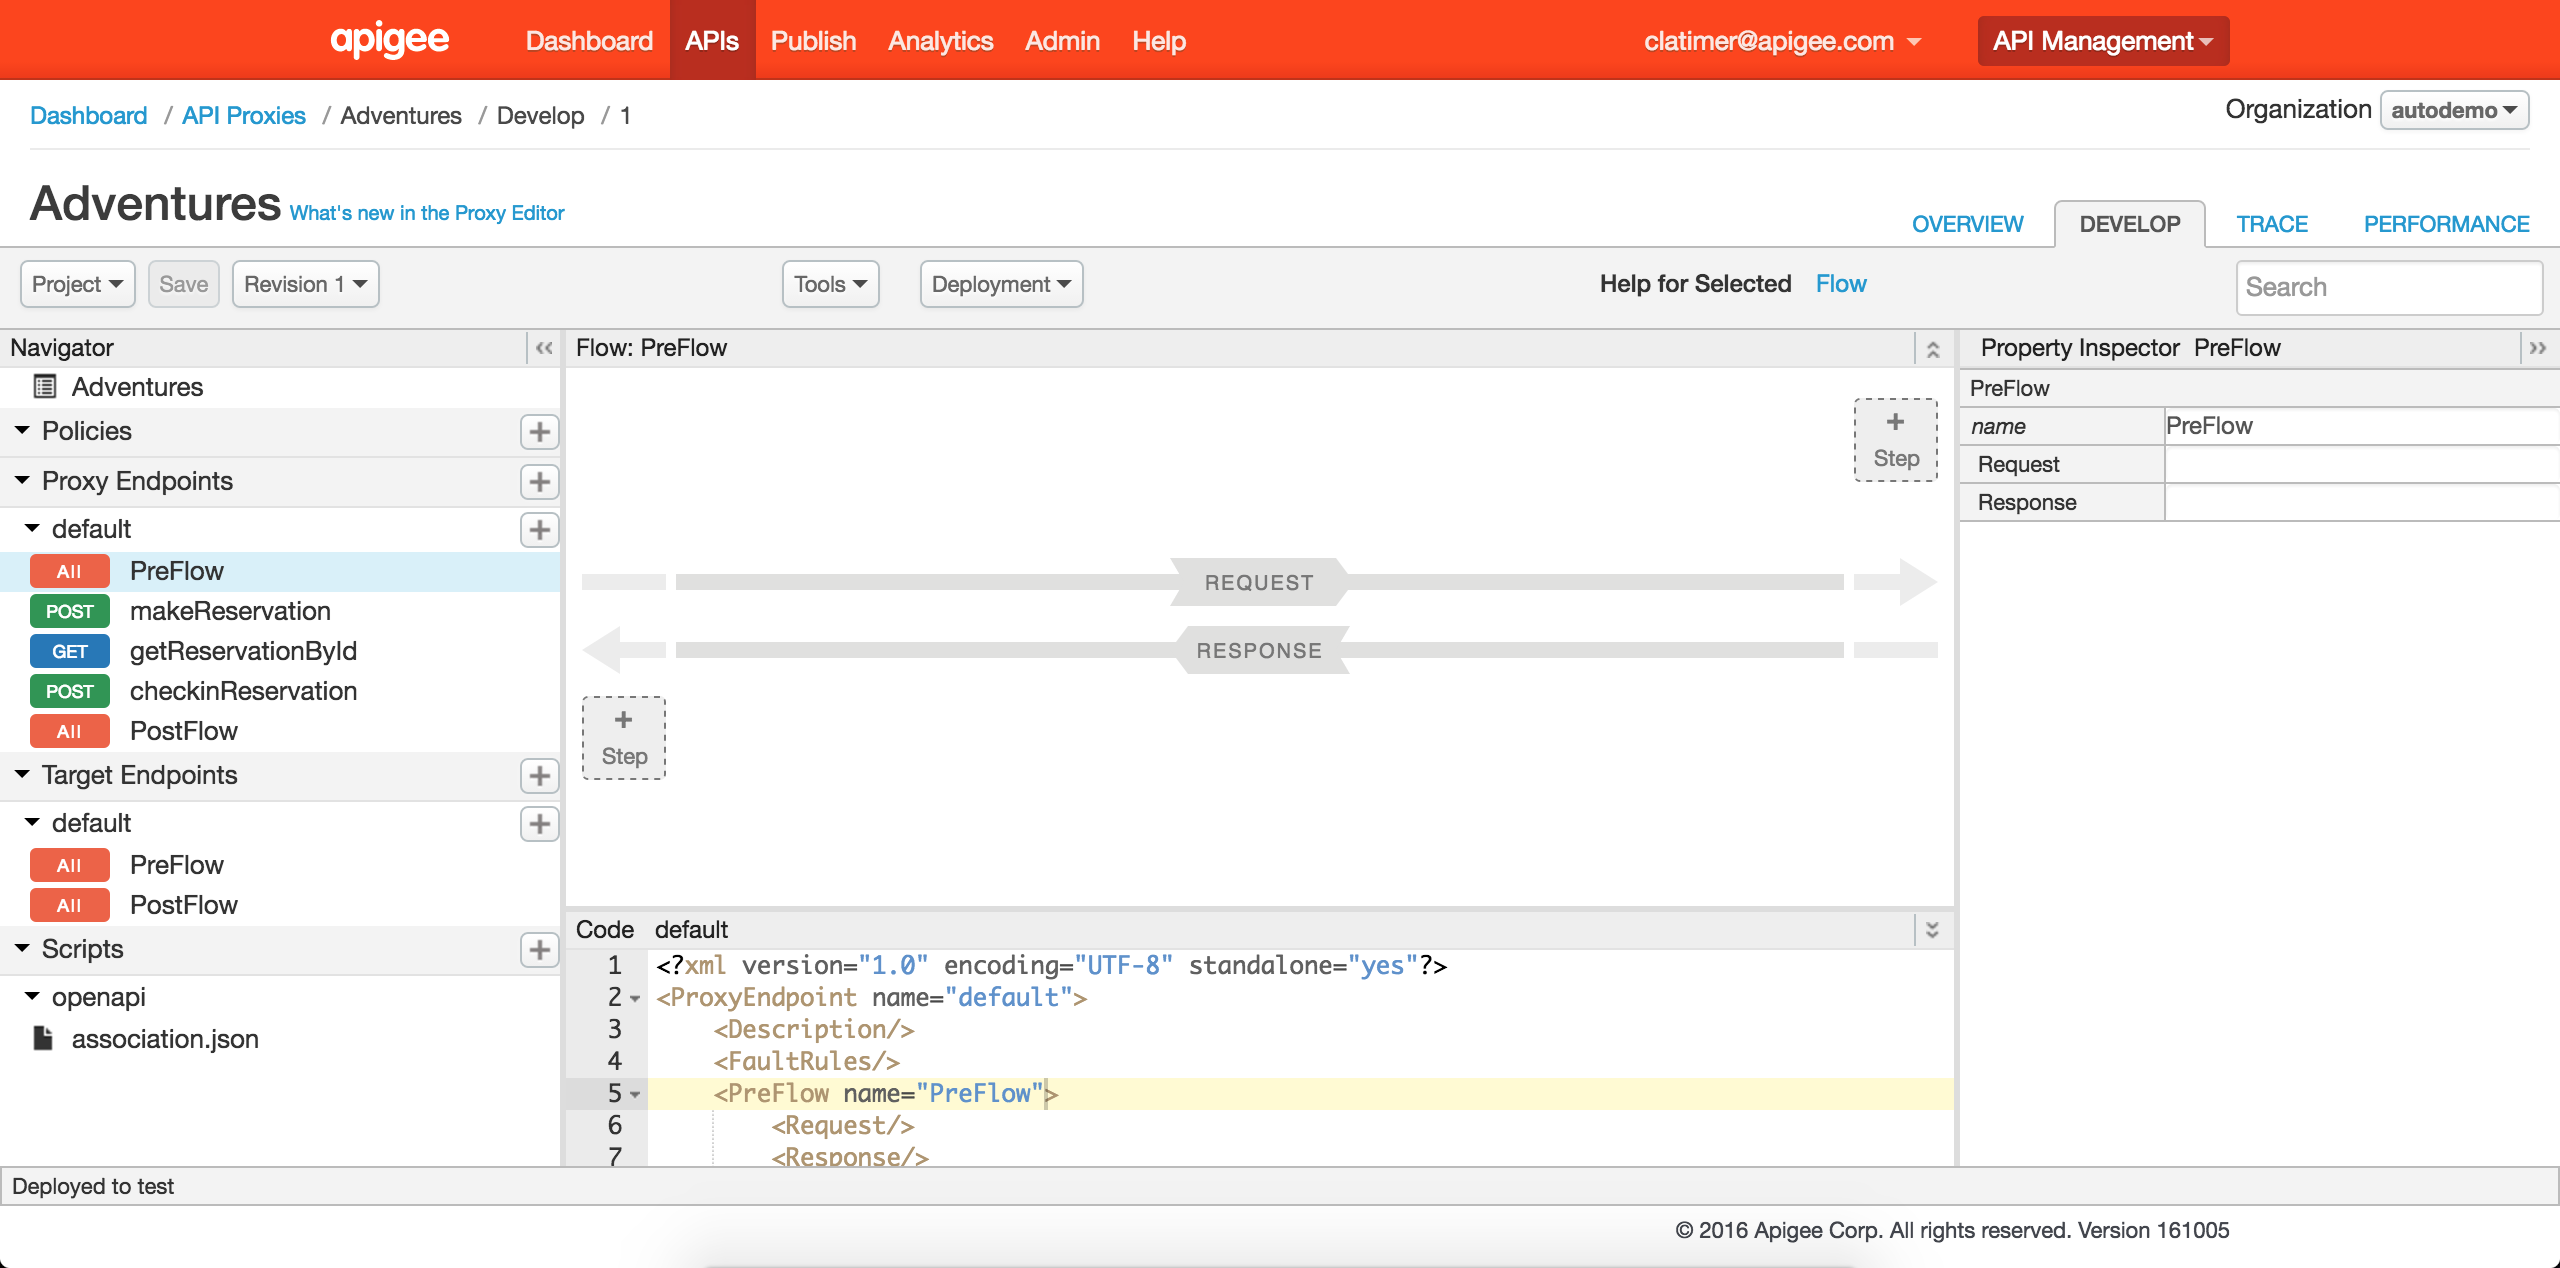 apigee Dashboard APIs Publish Analytics Admin Help clatimer@apigee.com API Management
Dashboard / API Proxies / Adventures / Develop / 1 Organization autodemo
Adventures What's new in the Proxy Editor OVERVIEW DEVELOP TRACE PERFORMANCE
Project Save Revision 1 Tools Deployment Help for Selected Flow Search
Navigator
Adventures
Policies
Proxy Endpoints
default
All PreFlow
POST makeReservation
GET getReservationById
POST checkinReservation
All PostFlow
Target Endpoints
default
All PreFlow
All PostFlow
Scripts
openapi
association.json
Flow: PreFlow
+
Step
REQUEST
RESPONSE
+
Step
Code default
1 <?xml version="1.0" encoding="UTF-8" standalone="yes"?>
2 <ProxyEndpoint name="default">
3 <Description/>
4 <FaultRules/>
5 <PreFlow name="PreFlow">
6 <Request/>
7 <Response/>
Property Inspector PreFlow
PreFlow
name PreFlow
Request
Response
Deployed to test
© 2016 Apigee Corp. All rights reserved. Version 161005